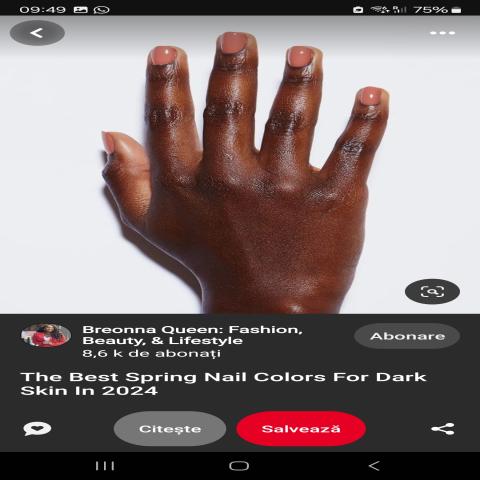 09:49
75%
Breonna Queen: Fashion,
Beauty, & Lifestyle
8,6 k de abonați
Abonare
The Best Spring Nail Colors For Dark
Skin In 2024
Citește
Salvează